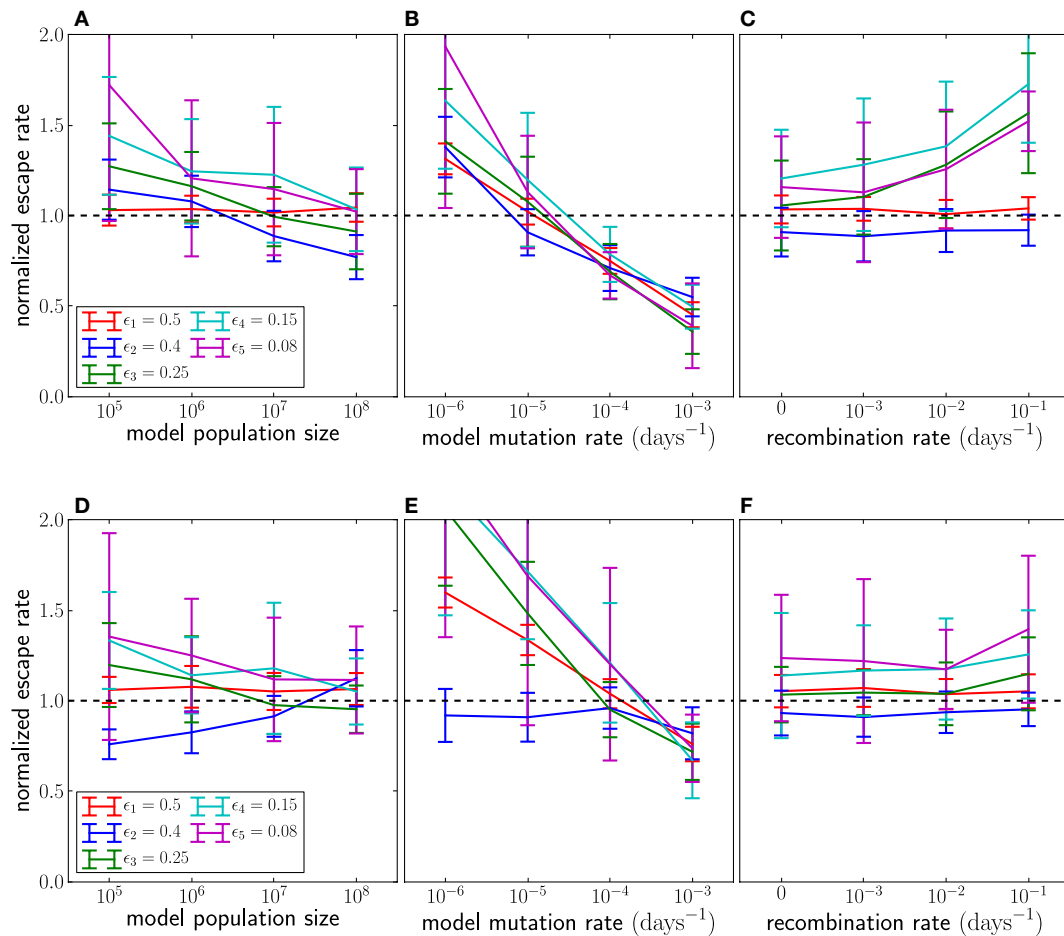 A B C
normalized escape rate
2.0
1.5
1.0
0.5
0.0
ϵ1 = 0.5 ϵ4 = 0.15
ϵ2 = 0.4 ϵ5 = 0.08
ϵ3 = 0.25
10^5 10^6 10^7 10^8
model population size
10^−6 10^−5 10^−4 10^−3
model mutation rate (days^−1)
0 10^−3 10^−2 10^−1
recombination rate (days^−1)
D E F
normalized escape rate
2.0
1.5
1.0
0.5
0.0
ϵ1 = 0.5 ϵ4 = 0.15
ϵ2 = 0.4 ϵ5 = 0.08
ϵ3 = 0.25
10^5 10^6 10^7 10^8
model population size
10^−6 10^−5 10^−4 10^−3
model mutation rate (days^−1)
0 10^−3 10^−2 10^−1
recombination rate (days^−1)